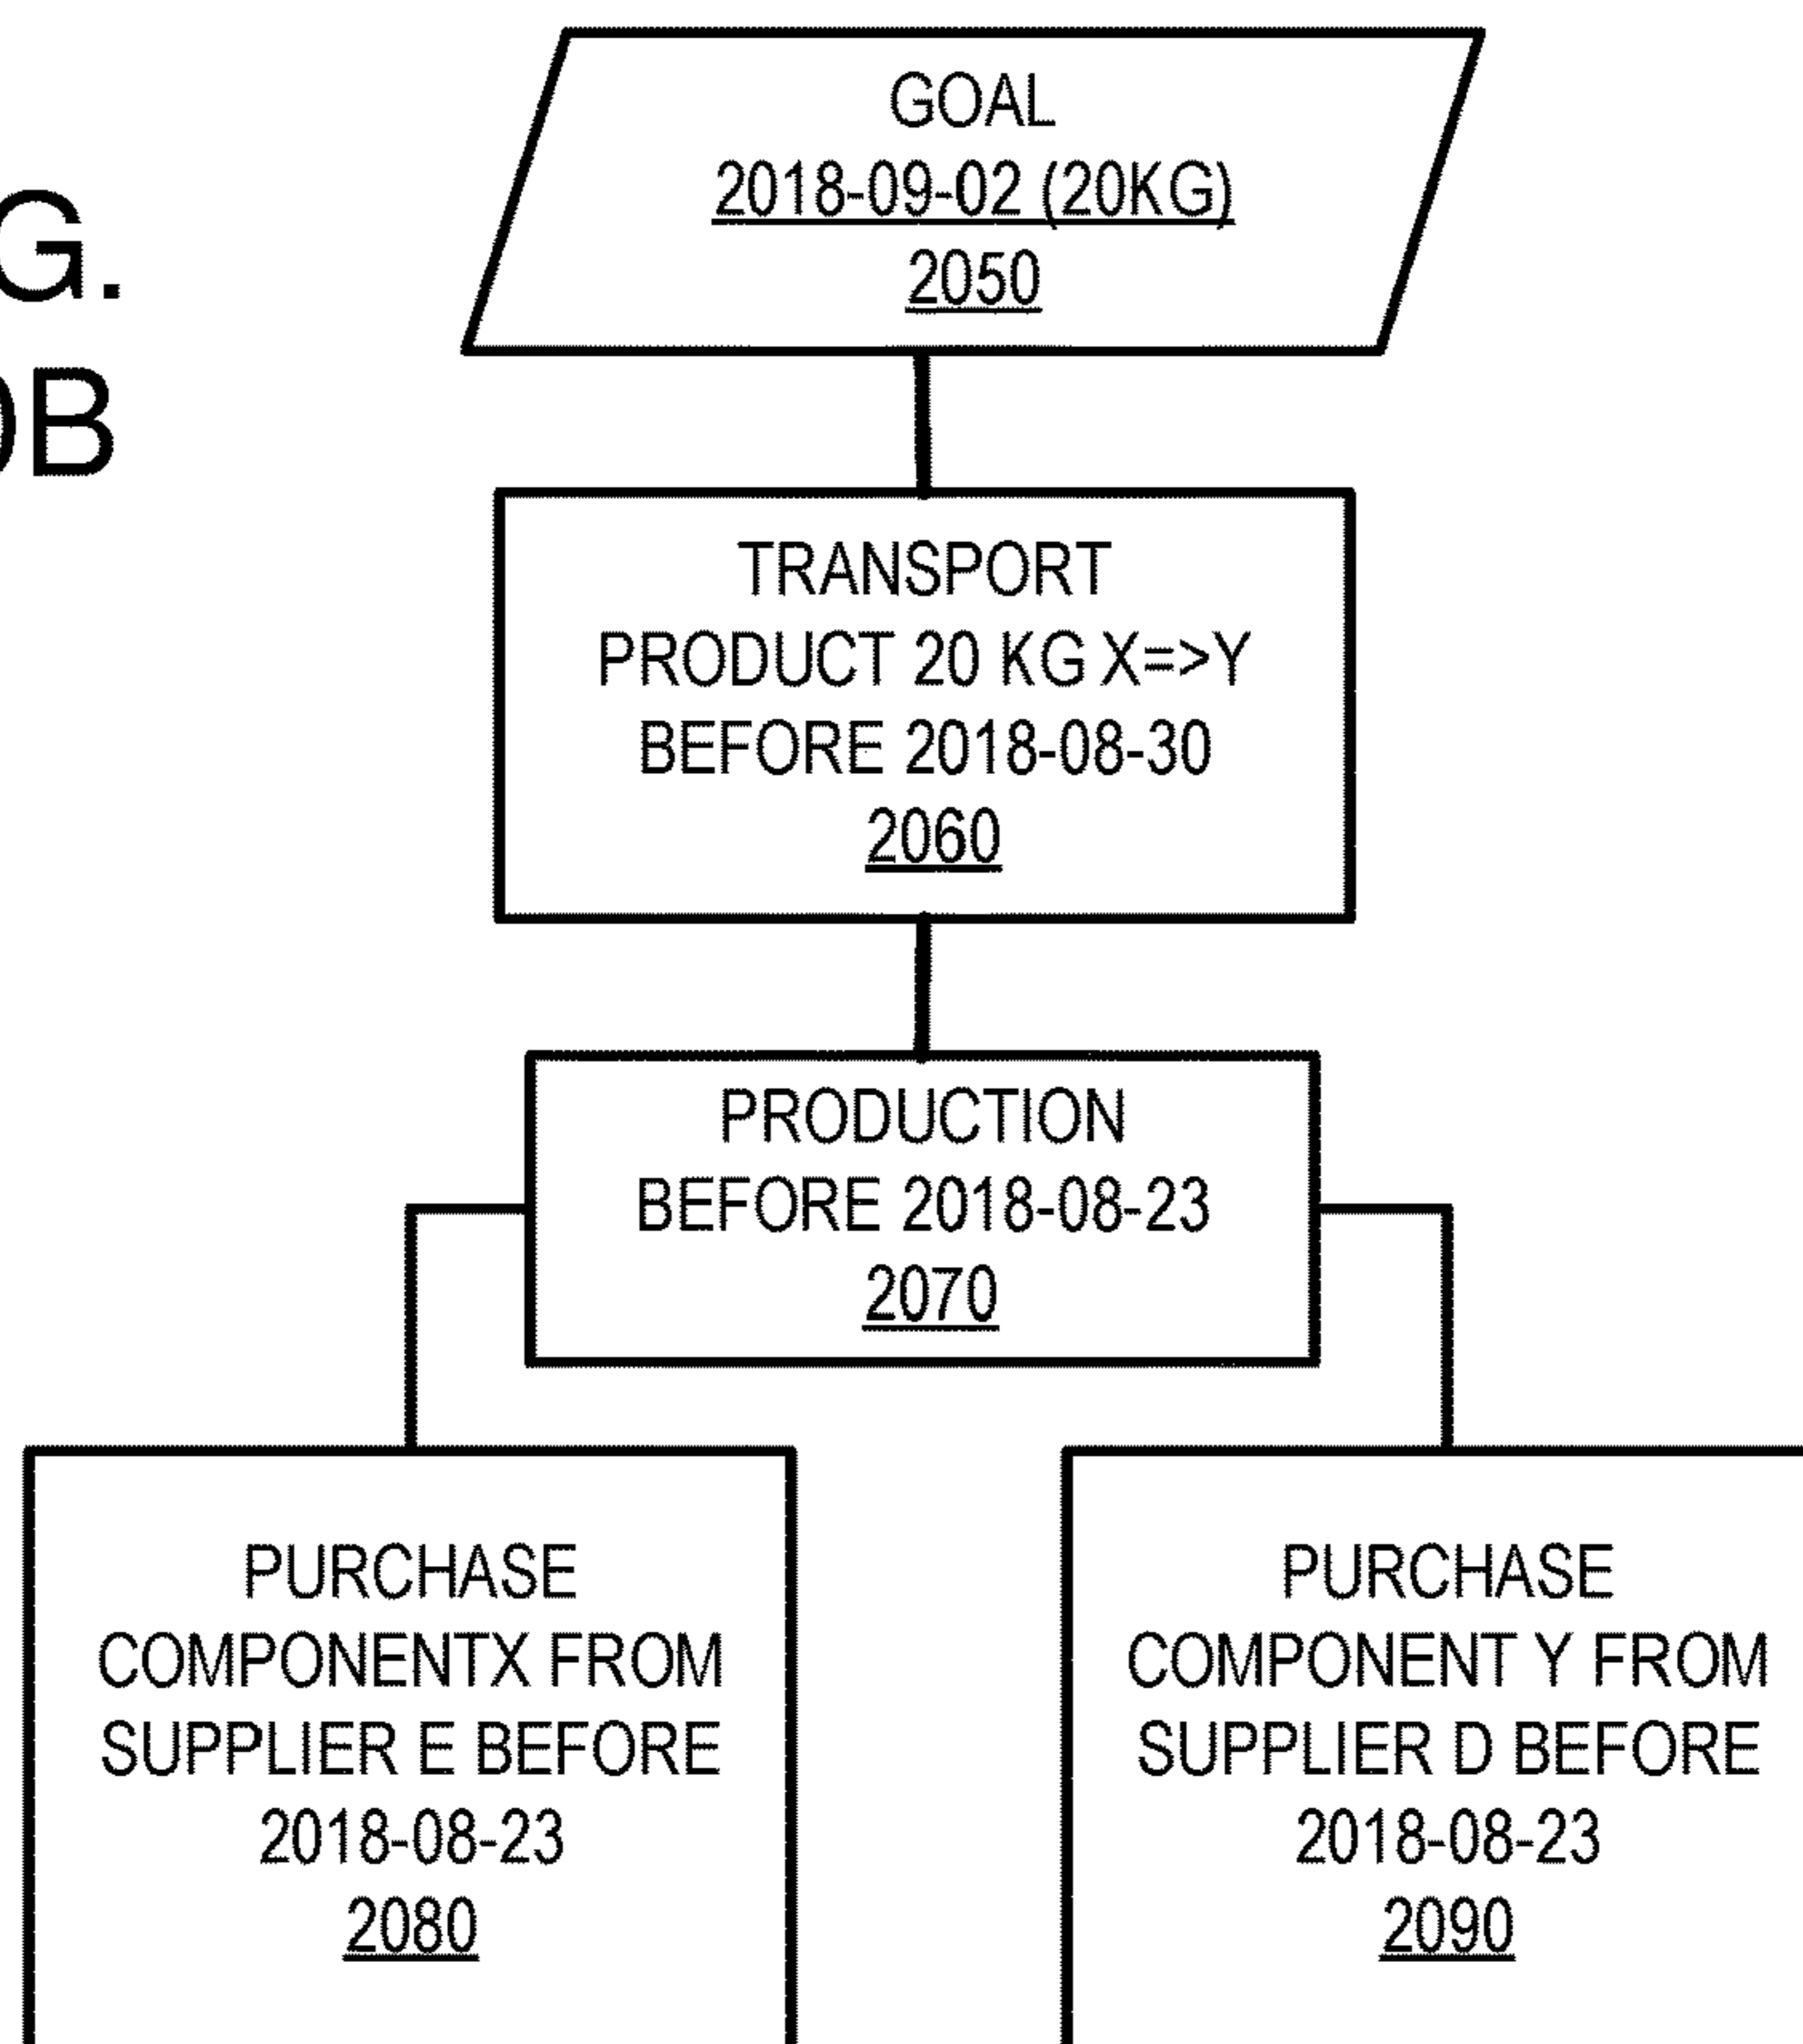 G.
0B
GOAL
2018-09-02 (20KG)
2050
TRANSPORT
PRODUCT 20 KG X=>Y
BEFORE 2018-08-30
2060
PRODUCTION
BEFORE 2018-08-23
2070
PURCHASE
COMPONENTX FROM
SUPPLIER E BEFORE
2018-08-23
2080
PURCHASE
COMPONENT Y FROM
SUPPLIER D BEFORE
2018-08-23
2090